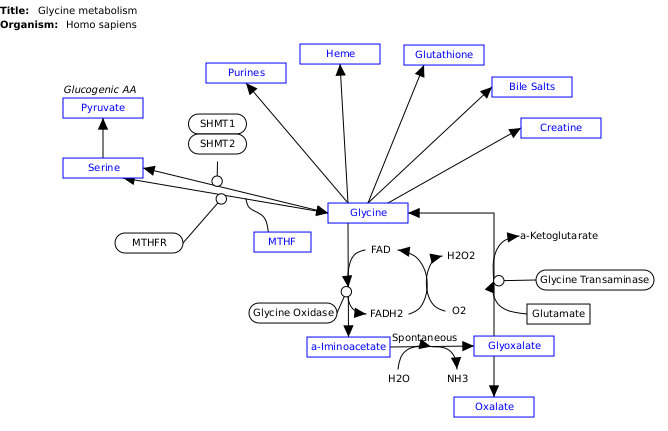 Title: Glycine metabolism
Organism: Homo sapiens
Heme
Glutathione
Purines
Bile Salts
Glucogenic AA
Pyruvate
SHMT1
SHMT2
Creatine
Serine
Glycine
MTHFR
MTHF
FAD
H2O2
a-Ketoglutarate
Glycine Transaminase
Glycine Oxidase
FADH2
O2
Glutamate
Spontaneous
a-Iminoacetate
Glyoxalate
H2O
NH3
Oxalate